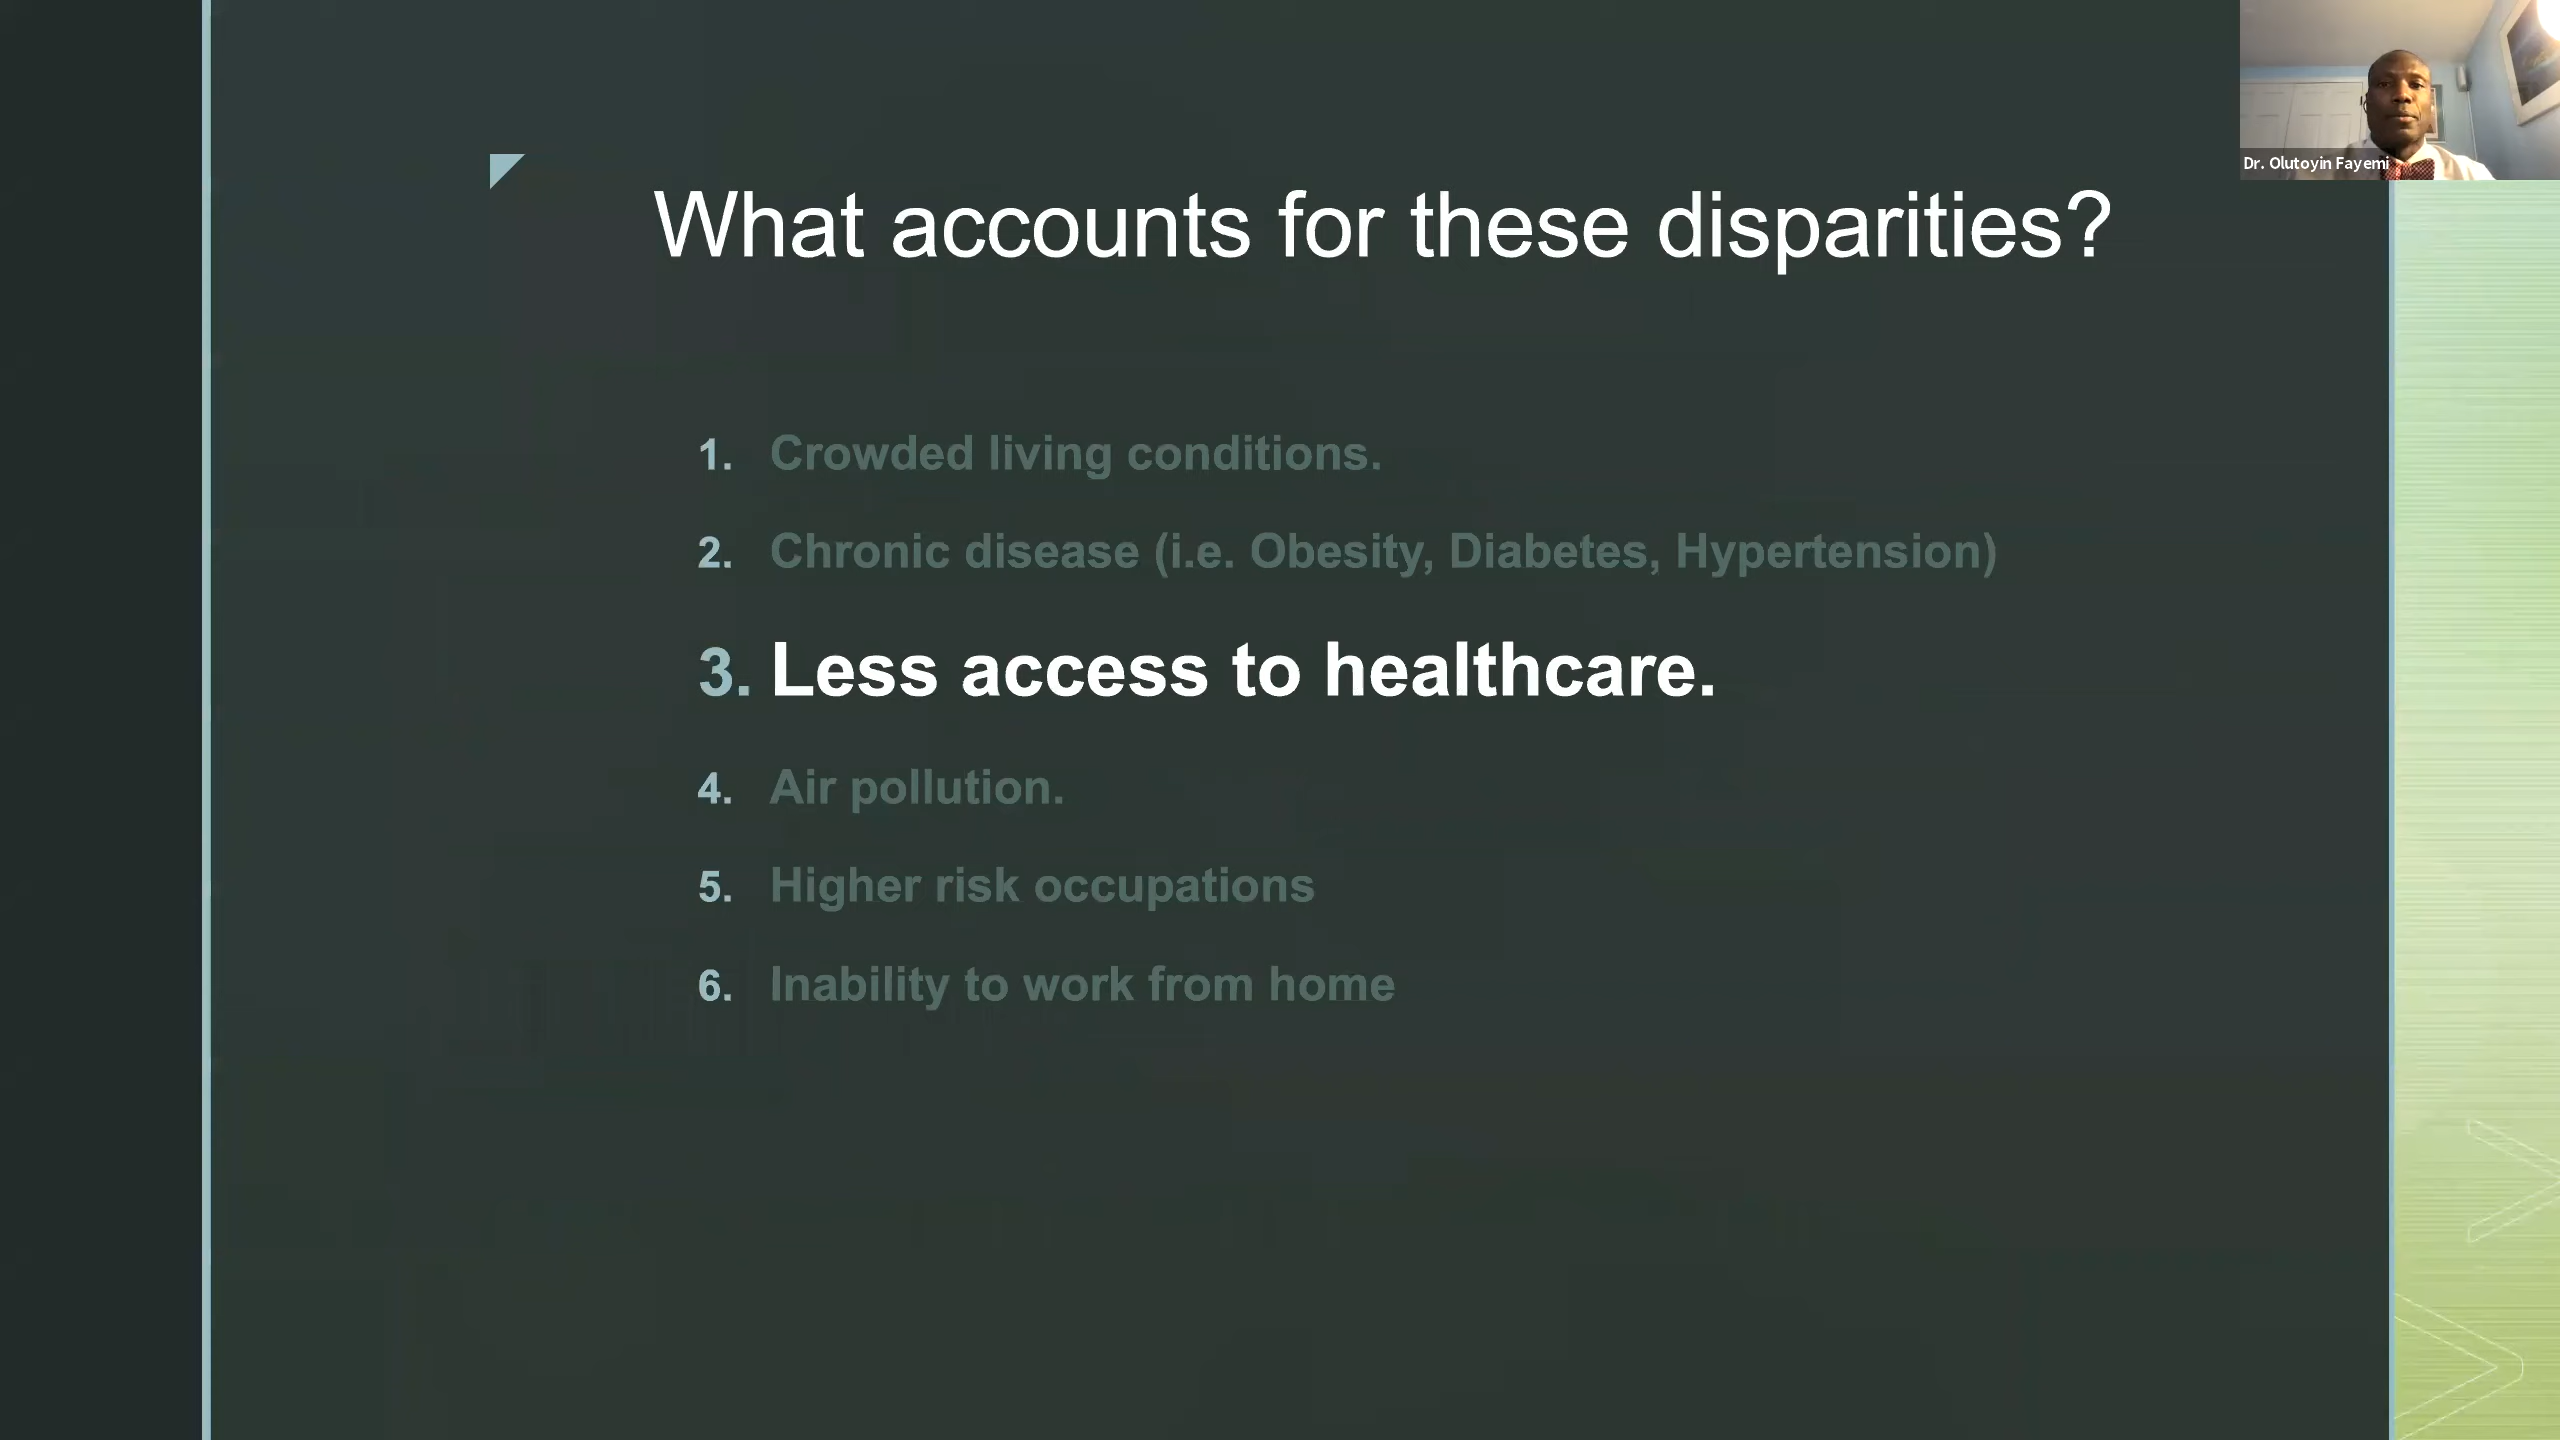 What accounts for these disparities?
1. Crowded living conditions.
2. Chronic disease (i.e. Obesity, Diabetes, Hypertension)
3. Less access to healthcare.
4. Air pollution.
5. Higher risk occupations
6. Inability to work from home
Dr. Olutoyin Fayemi